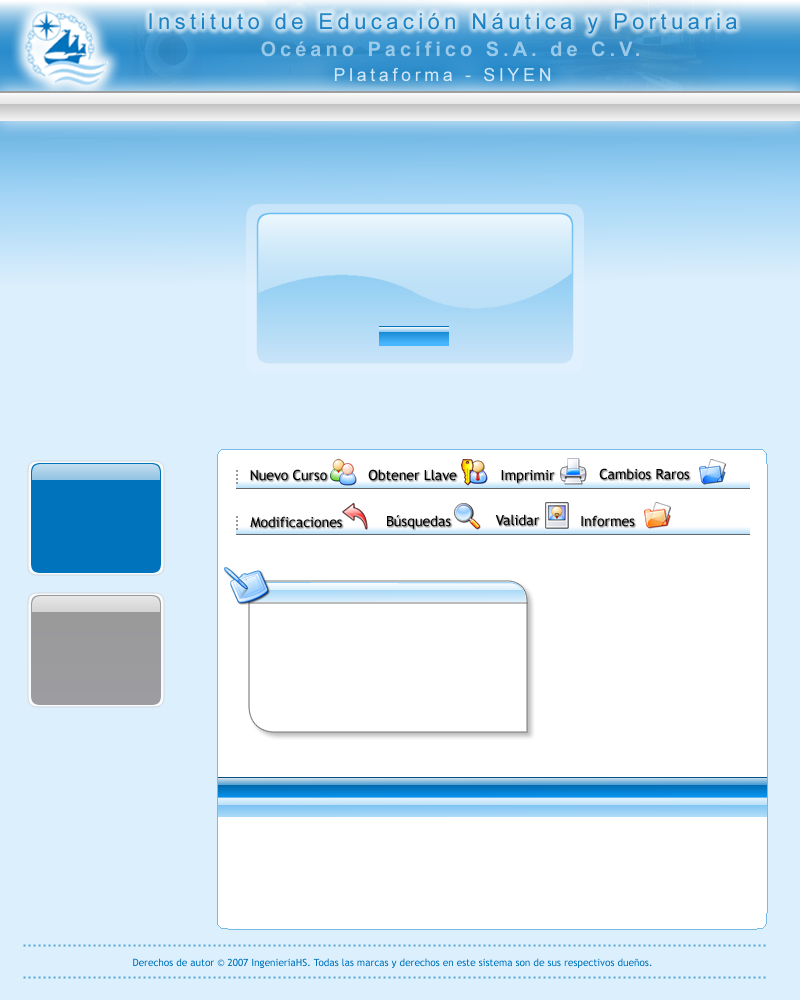 Instituto de Educación Náutica y Portuaria
Océano Pacífico S.A. de C.V.
Plataforma - SIYEN
Nuevo Curso Obtener Llave Imprimir Cambios Raros
Modificaciones Búsquedas Validar Informes
Derechos de autor © 2007 IngenieriaHS. Todas las marcas y derechos en este sistema son de sus respectivos dueños.